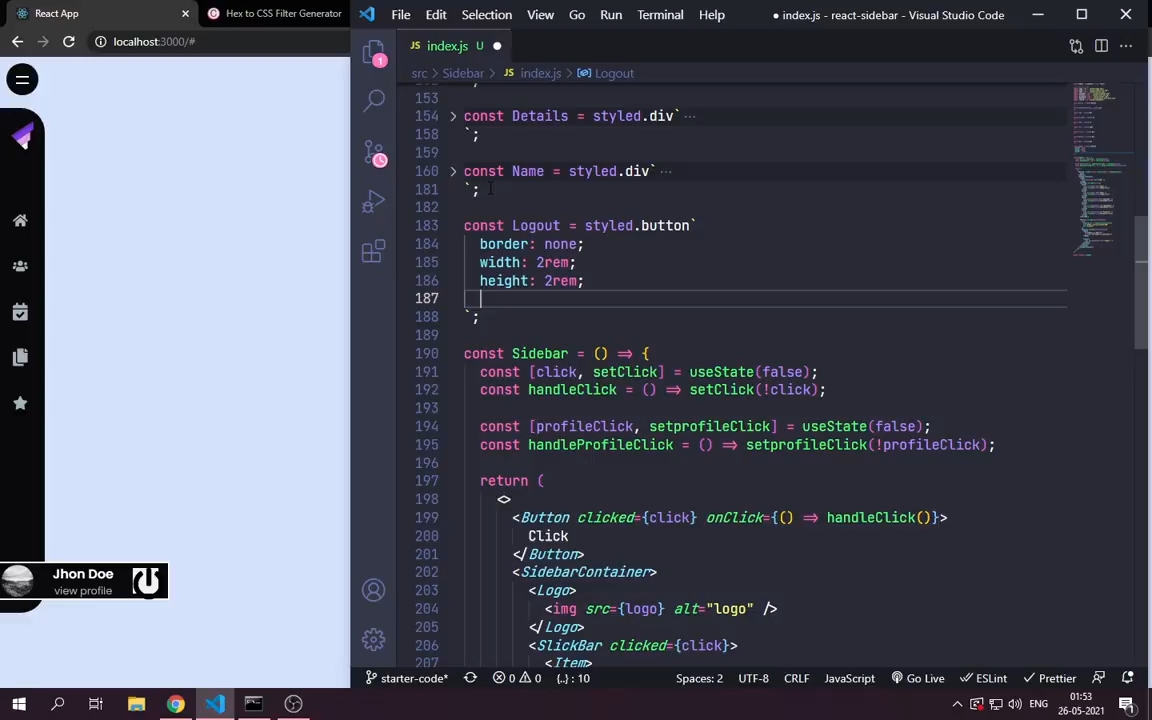 React App
Hex to CSS Filter Generator
File Edit Selection View Go Run Terminal Help
● index.js - react-sidebar - Visual Studio Code
localhost:3000/#
JS index.js U
src > Sidebar > JS index.js > Logout
1
153
154 const Details = styled.div` ···
158 `;
159
160 const Name = styled.div` ···
181 `;
182
183 const Logout = styled.button`
184 border: none;
185 width: 2rem;
186 height: 2rem;
187
188 `;
189
190 const Sidebar = () => {
191 const [click, setClick] = useState(false);
192 const handleClick = () => setClick(!click);
193
194 const [profileClick, setprofileClick] = useState(false);
195 const handleProfileClick = () => setprofileClick(!profileClick);
196
197 return (
198 <>
199 <Button clicked={click} onClick={() => handleClick()}>
200 Click
201 </Button>
202 <SidebarContainer>
203 <Logo>
204 <img src={logo} alt="logo" />
205 </Logo>
206 <SlickBar clicked={click}>
207 <Item>
Jhon Doe
view profile
starter-code* 0 0 {..} : 10 Spaces: 2 UTF-8 CRLF JavaScript Go Live ESLint Prettier
ENG
01:53
26-05-2021
1